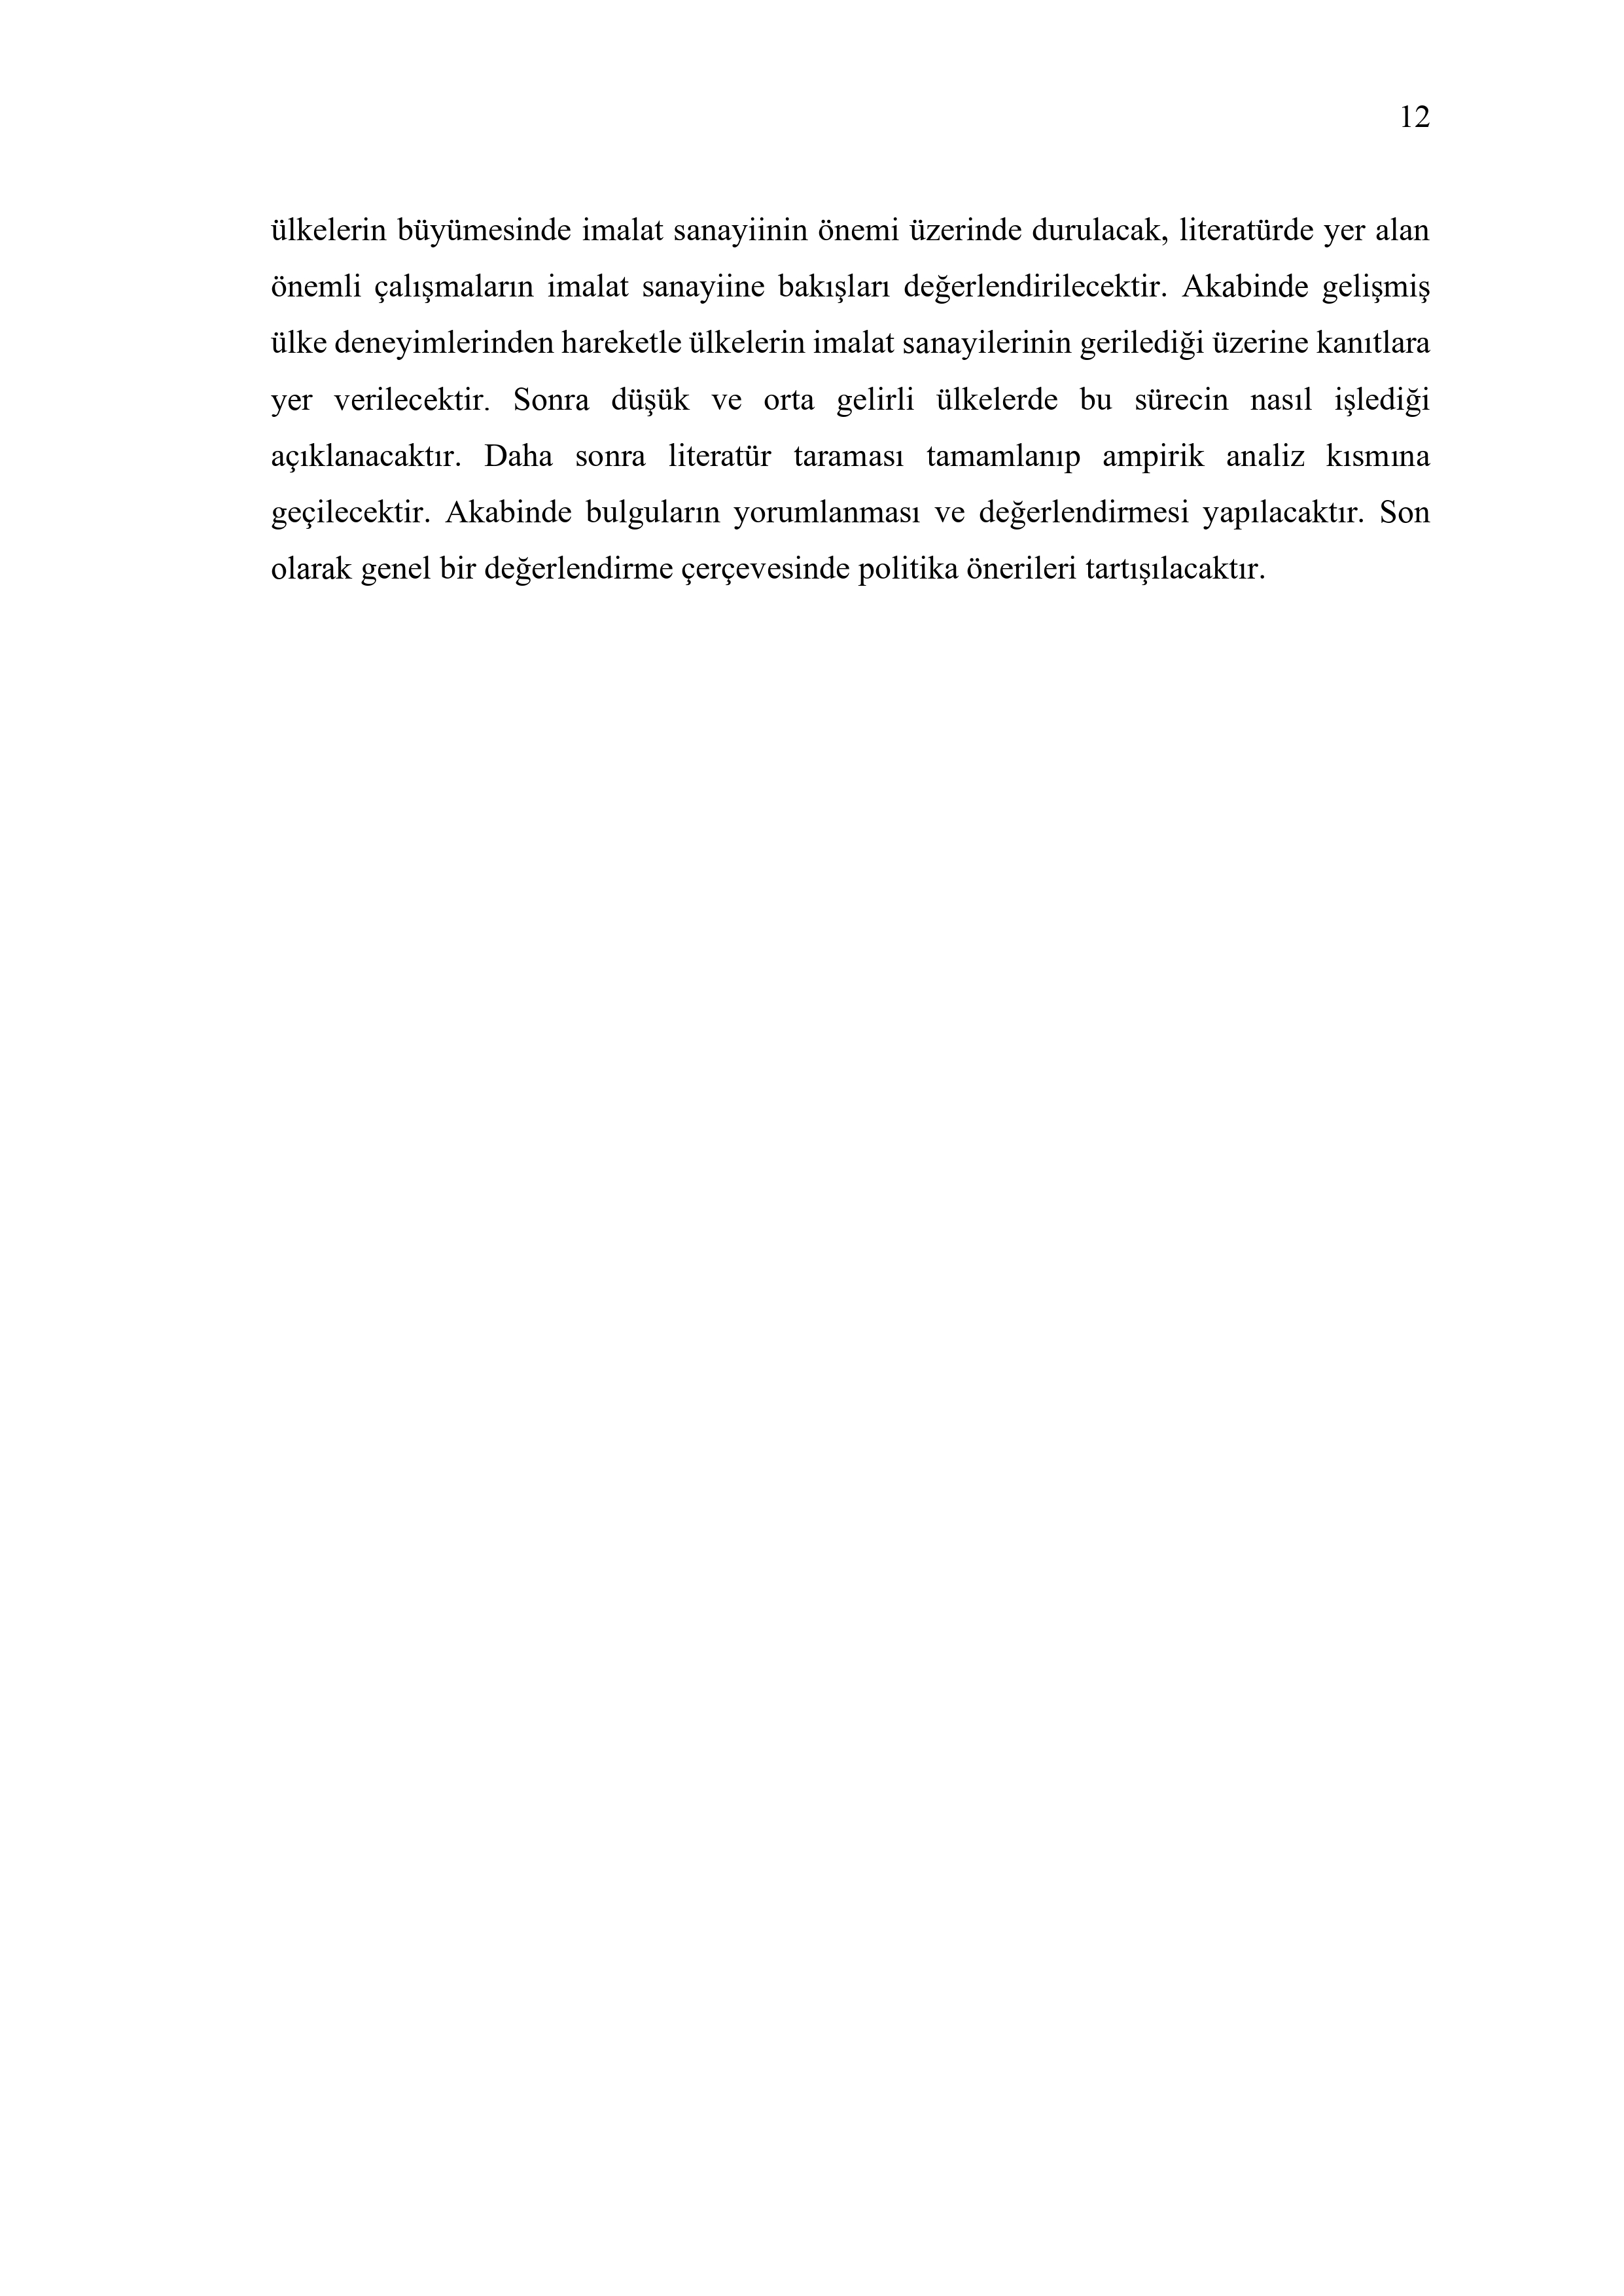 12
ülkelerin büyümesinde imalat sanayiinin önemi üzerinde durulacak, literatürde yer alan
önemli çalışmaların imalat sanayiine bakışları değerlendirilecektir. Akabinde gelişmiş
ülke deneyimlerinden hareketle ülkelerin imalat sanayilerinin gerilediği üzerine kanıtlara
yer verilecektir. Sonra düşük ve orta gelirli ülkelerde bu sürecin nasıl işlediği
açıklanacaktır. Daha sonra literatür taraması tamamlanıp ampirik analiz kısmına
geçilecektir. Akabinde bulguların yorumlanması ve değerlendirmesi yapılacaktır. Son
olarak genel bir değerlendirme çerçevesinde politika önerileri tartışılacaktır.